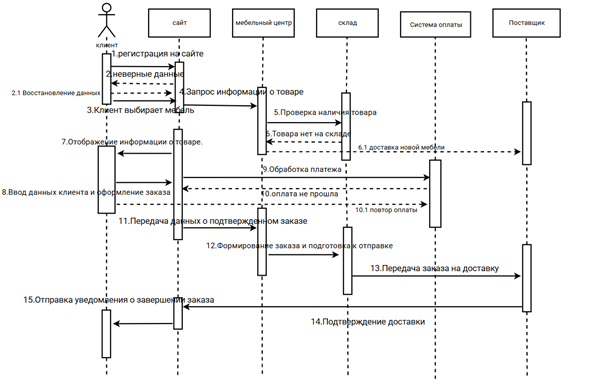 сайт
мебельный центр
склад
Система оплаты
Поставщик
клиент
1.регистрация на сайте
2.неверные данные
2.1 Восстановление данных
4.Запрос информации о товаре
3.Клиент выбирает мебель
5.Проверка наличия товара
6.Товара нет на складе
6.1 доставка новой мебели
7.Отображение информации о товаре.
9.Обработка платежа
8.Ввод данных клиента и оформление заказа
10.оплата не прошла
10.1 повтор оплаты
11.Передача данных о подтвержденном заказе
12.Формирование заказа и подготовка к отправке
13.Передача заказа на доставку
15.Отправка уведомления о завершении заказа
14.Подтверждение доставки